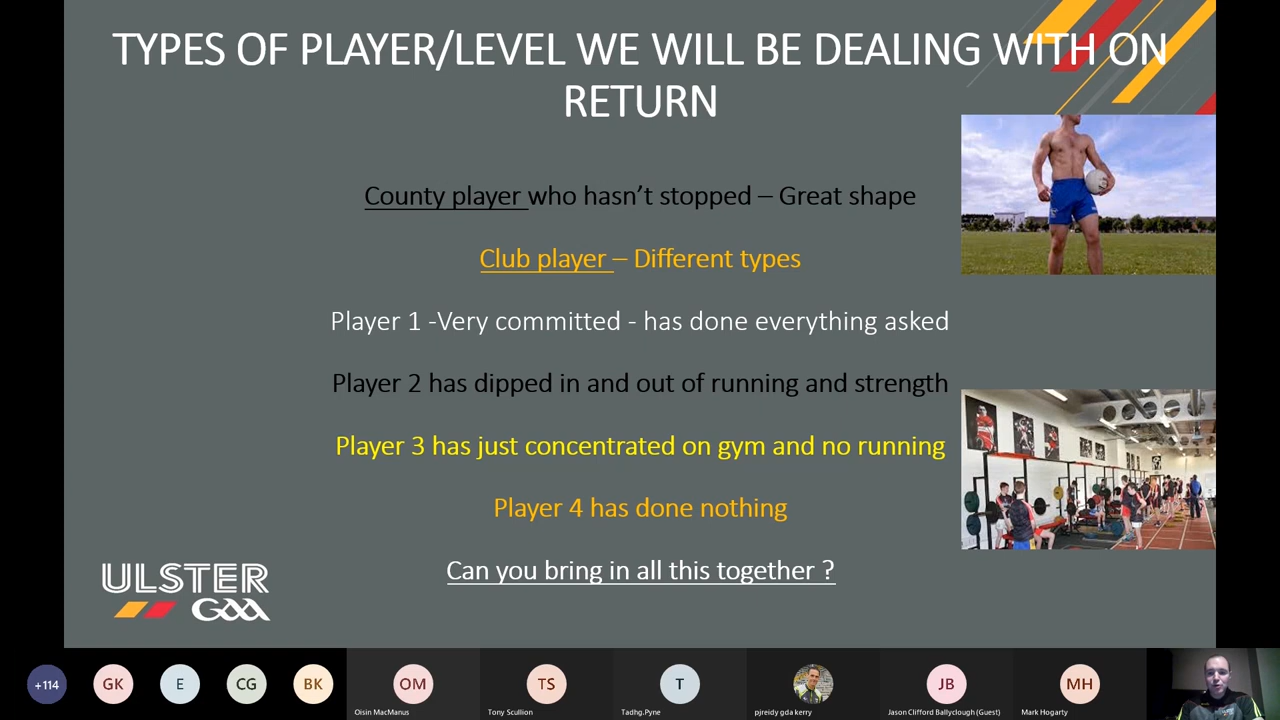 TYPES OF PLAYER/LEVEL WE WILL BE DEALING WITH ON
RETURN
County player who hasn't stopped – Great shape
Club player – Different types
Player 1 -Very committed - has done everything asked
Player 2 has dipped in and out of running and strength
Player 3 has just concentrated on gym and no running
Player 4 has done nothing
Can you bring in all this together ?
ULSTER
GAA
+114
GK
E
CG
BK
OM
TS
T
JB
MH
Oisin MacManus
Tony Scullion
Tadhg.Pyne
pjreidy gda kerry
Jason Clifford Ballyclough (Guest)
Mark Hogarty